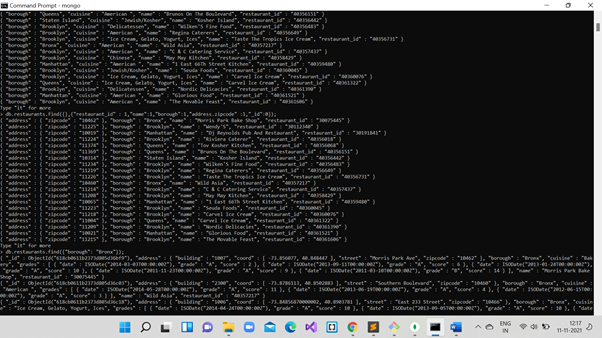 Command Prompt - mongo
{ "borough" : "Queens", "cuisine" : "American ", "name" : "Brunos On The Boulevard", "restaurant_id" : "40356151" }
{ "borough" : "Staten Island", "cuisine" : "Jewish/Kosher", "name" : "Kosher Island", "restaurant_id" : "40356442" }
{ "borough" : "Brooklyn", "cuisine" : "Delicatessen", "name" : "Wilken'S Fine Food", "restaurant_id" : "40356483" }
{ "borough" : "Brooklyn", "cuisine" : "American ", "name" : "Regina Caterers", "restaurant_id" : "40356649" }
{ "borough" : "Brooklyn", "cuisine" : "Ice Cream, Gelato, Yogurt, Ices", "name" : "Taste The Tropics Ice Cream", "restaurant_id" : "40356731" }
{ "borough" : "Bronx", "cuisine" : "American ", "name" : "Wild Asia", "restaurant_id" : "40357217" }
{ "borough" : "Brooklyn", "cuisine" : "American ", "name" : "C & C Catering Service", "restaurant_id" : "40357437" }
{ "borough" : "Brooklyn", "cuisine" : "Chinese", "name" : "May May Kitchen", "restaurant_id" : "40358429" }
{ "borough" : "Manhattan", "cuisine" : "American ", "name" : "1 East 66Th Street Kitchen", "restaurant_id" : "40359480" }
{ "borough" : "Brooklyn", "cuisine" : "Jewish/Kosher", "name" : "Seuda Foods", "restaurant_id" : "40360045" }
{ "borough" : "Brooklyn", "cuisine" : "Ice Cream, Gelato, Yogurt, Ices", "name" : "Carvel Ice Cream", "restaurant_id" : "40360076" }
{ "borough" : "Queens", "cuisine" : "Ice Cream, Gelato, Yogurt, Ices", "name" : "Carvel Ice Cream", "restaurant_id" : "40361322" }
{ "borough" : "Brooklyn", "cuisine" : "Delicatessen", "name" : "Nordic Delicacies", "restaurant_id" : "40361390" }
{ "borough" : "Manhattan", "cuisine" : "American ", "name" : "Glorious Food", "restaurant_id" : "40361521" }
{ "borough" : "Brooklyn", "cuisine" : "American ", "name" : "The Movable Feast", "restaurant_id" : "40361606" }
Type "it" for more
> db.restaurants.find({},{"restaurant_id" : 1,"name":1,"borough":1,"address.zipcode" :1,"_id":0});
{ "address" : { "zipcode" : "10462" }, "borough" : "Bronx", "name" : "Morris Park Bake Shop", "restaurant_id" : "30075445" }
{ "address" : { "zipcode" : "11225" }, "borough" : "Brooklyn", "name" : "Wendy'S", "restaurant_id" : "30112340" }
{ "address" : { "zipcode" : "10019" }, "borough" : "Manhattan", "name" : "Dj Reynolds Pub And Restaurant", "restaurant_id" : "30191841" }
{ "address" : { "zipcode" : "11224" }, "borough" : "Brooklyn", "name" : "Riviera Caterer", "restaurant_id" : "40356018" }
{ "address" : { "zipcode" : "11374" }, "borough" : "Queens", "name" : "Tov Kosher Kitchen", "restaurant_id" : "40356068" }
{ "address" : { "zipcode" : "11369" }, "borough" : "Queens", "name" : "Brunos On The Boulevard", "restaurant_id" : "40356151" }
{ "address" : { "zipcode" : "10314" }, "borough" : "Staten Island", "name" : "Kosher Island", "restaurant_id" : "40356442" }
{ "address" : { "zipcode" : "11234" }, "borough" : "Brooklyn", "name" : "Wilken'S Fine Food", "restaurant_id" : "40356483" }
{ "address" : { "zipcode" : "11219" }, "borough" : "Brooklyn", "name" : "Regina Caterers", "restaurant_id" : "40356649" }
{ "address" : { "zipcode" : "11226" }, "borough" : "Brooklyn", "name" : "Taste The Tropics Ice Cream", "restaurant_id" : "40356731" }
{ "address" : { "zipcode" : "10460" }, "borough" : "Bronx", "name" : "Wild Asia", "restaurant_id" : "40357217" }
{ "address" : { "zipcode" : "11214" }, "borough" : "Brooklyn", "name" : "C & C Catering Service", "restaurant_id" : "40357437" }
{ "address" : { "zipcode" : "11208" }, "borough" : "Brooklyn", "name" : "May May Kitchen", "restaurant_id" : "40358429" }
{ "address" : { "zipcode" : "10065" }, "borough" : "Manhattan", "name" : "1 East 66Th Street Kitchen", "restaurant_id" : "40359480" }
{ "address" : { "zipcode" : "11223" }, "borough" : "Brooklyn", "name" : "Seuda Foods", "restaurant_id" : "40360045" }
{ "address" : { "zipcode" : "11218" }, "borough" : "Brooklyn", "name" : "Carvel Ice Cream", "restaurant_id" : "40360076" }
{ "address" : { "zipcode" : "11004" }, "borough" : "Queens", "name" : "Carvel Ice Cream", "restaurant_id" : "40361322" }
{ "address" : { "zipcode" : "11209" }, "borough" : "Brooklyn", "name" : "Nordic Delicacies", "restaurant_id" : "40361390" }
{ "address" : { "zipcode" : "10021" }, "borough" : "Manhattan", "name" : "Glorious Food", "restaurant_id" : "40361521" }
{ "address" : { "zipcode" : "11215" }, "borough" : "Brooklyn", "name" : "The Movable Feast", "restaurant_id" : "40361606" }
Type "it" for more
> db.restaurants.find({"borough": "Bronx"});
"address" : { "building" : "1007", "coord" : [ -73.856077, 40.848447 ], "street" : "Morris Park Ave", "zipcode" : "10462" }, "borough" : "Bronx", "cuisine" : "Bak
ery", "grades" : [ { "date" : ISODate("2014-03-03T00:00:00Z"), "grade" : "A", "score" : 2 }, { "date" : ISODate("2013-09-11T00:00:00Z"), "grade" : "A", "score" : 6 }, { "date" : ISODate("2013-01-24T00:00:00Z"),
"grade" : "A", "score" : 10 }, { "date" : ISODate("2011-11-23T00:00:00Z"), "grade" : "A", "score" : 9 }, { "date" : ISODate("2011-03-10T00:00:00Z"), "grade" : "B", "score" : 14 } ], "name" : "Morris Park Bake
Shop", "restaurant_id" : "30075445" }
"address" : { "building" : "2300", "coord" : [ -73.8786113, 40.8502883 ], "street" : "Southern Boulevard", "zipcode" : "10460" }, "borough" : "Bronx", "cuisine" :
"American ", "grades" : [ { "date" : ISODate("2014-05-28T00:00:00Z"), "grade" : "A", "score" : 11 }, { "date" : ISODate("2013-06-19T00:00:00Z"), "grade" : "A", "score" : 4 }, { "date" : ISODate("2012-06-15T00:00
:00Z"), "grade" : "A", "score" : 3 } ], "name" : "Wild Asia", "restaurant_id" : "40357217" }
"address" : { "building" : "1006", "coord" : [ -73.84856870000002, 40.8903781 ], "street" : "East 233 Street", "zipcode" : "10466" }, "borough" : "Bronx", "cuisine"
: "Ice Cream, Gelato, Yogurt, Ices", "grades" : [ { "date" : ISODate("2014-04-24T00:00:00Z"), "grade" : "A", "score" : 10 }, { "date" : ISODate("2013-09-05T00:00:00Z"), "grade" : "A", "score" : 10 },
ENG
IN
12:17
11-11-2021